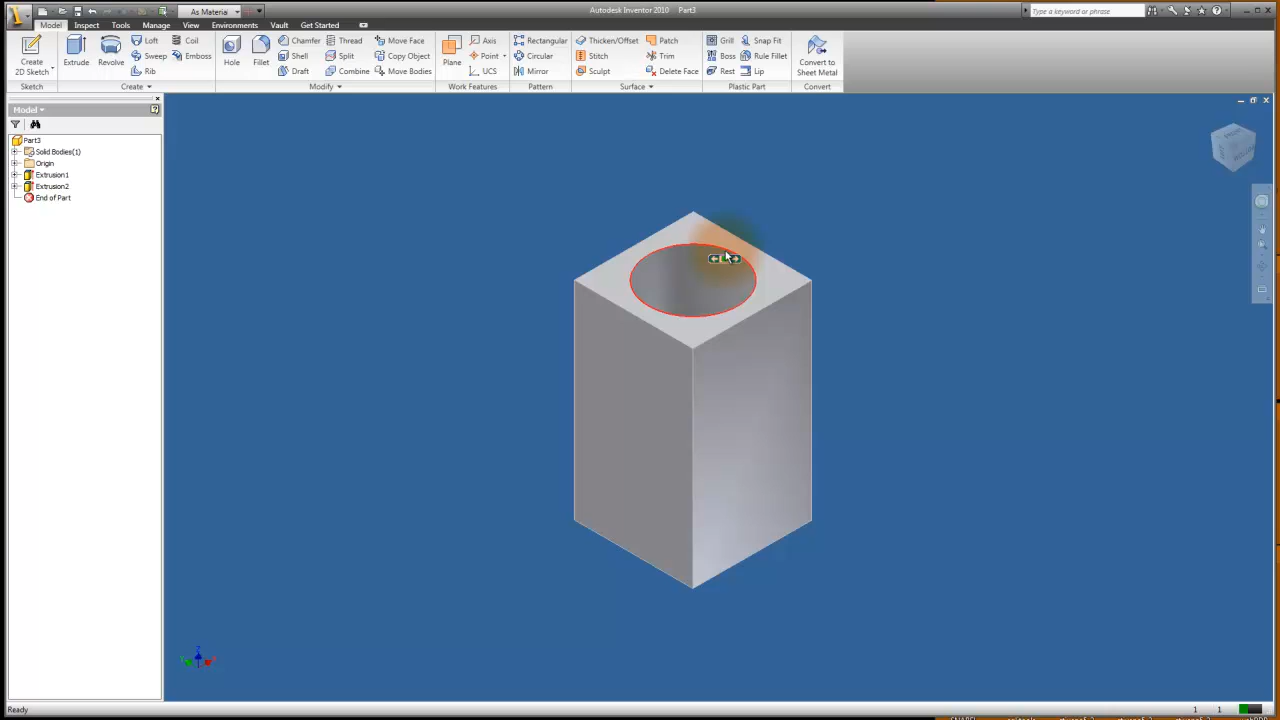 As Material
Autodesk Inventor 2010 Part3
Type a keyword or phrase
Model Inspect Tools Manage View Environments Vault Get Started
Create 2D Sketch
Extrude
Revolve
Loft
Sweep
Rib
Coil
Emboss
Hole
Fillet
Chamfer
Shell
Draft
Thread
Split
Combine
Move Face
Copy Object
Move Bodies
Plane
Axis
Point
UCS
Rectangular
Circular
Mirror
Thicken/Offset
Stitch
Sculpt
Patch
Trim
Delete Face
Grill
Boss
Rest
Snap Fit
Rule Fillet
Lip
Convert to Sheet Metal
Sketch Create Modify Work Features Pattern Surface Plastic Part Convert
Model
Part3
Solid Bodies(1)
Origin
Extrusion1
Extrusion2
End of Part
Z
Ready
1 1